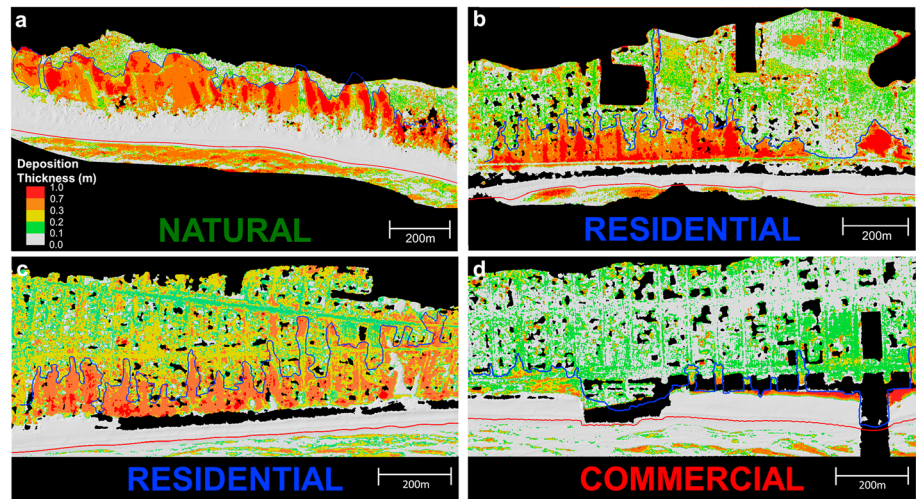 a
Deposition
Thickness (m)
1.0
0.7
0.3
0.2
0.1
0.0
NATURAL
200m
b
RESIDENTIAL
200m
c
RESIDENTIAL
200m
d
COMMERCIAL
200m